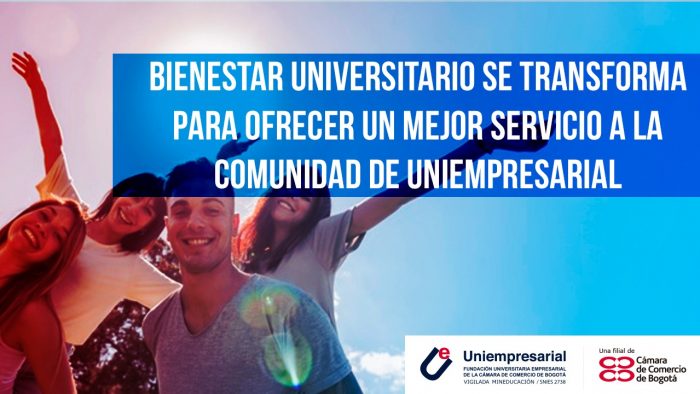 BIENESTAR UNIVERSITARIO SE TRANSFORMA
PARA OFRECER UN MEJOR SERVICIO A LA
COMUNIDAD DE UNIEMPRESARIAL
Uniempresarial
FUNDACIÓN UNIVERSITARIA EMPRESARIAL
DE LA CÁMARA DE COMERCIO DE BOGOTÁ
VIGILADA MINEDUCACIÓN / SNIES 2738
Una filial de
Cámara
de Comercio
de Bogotá